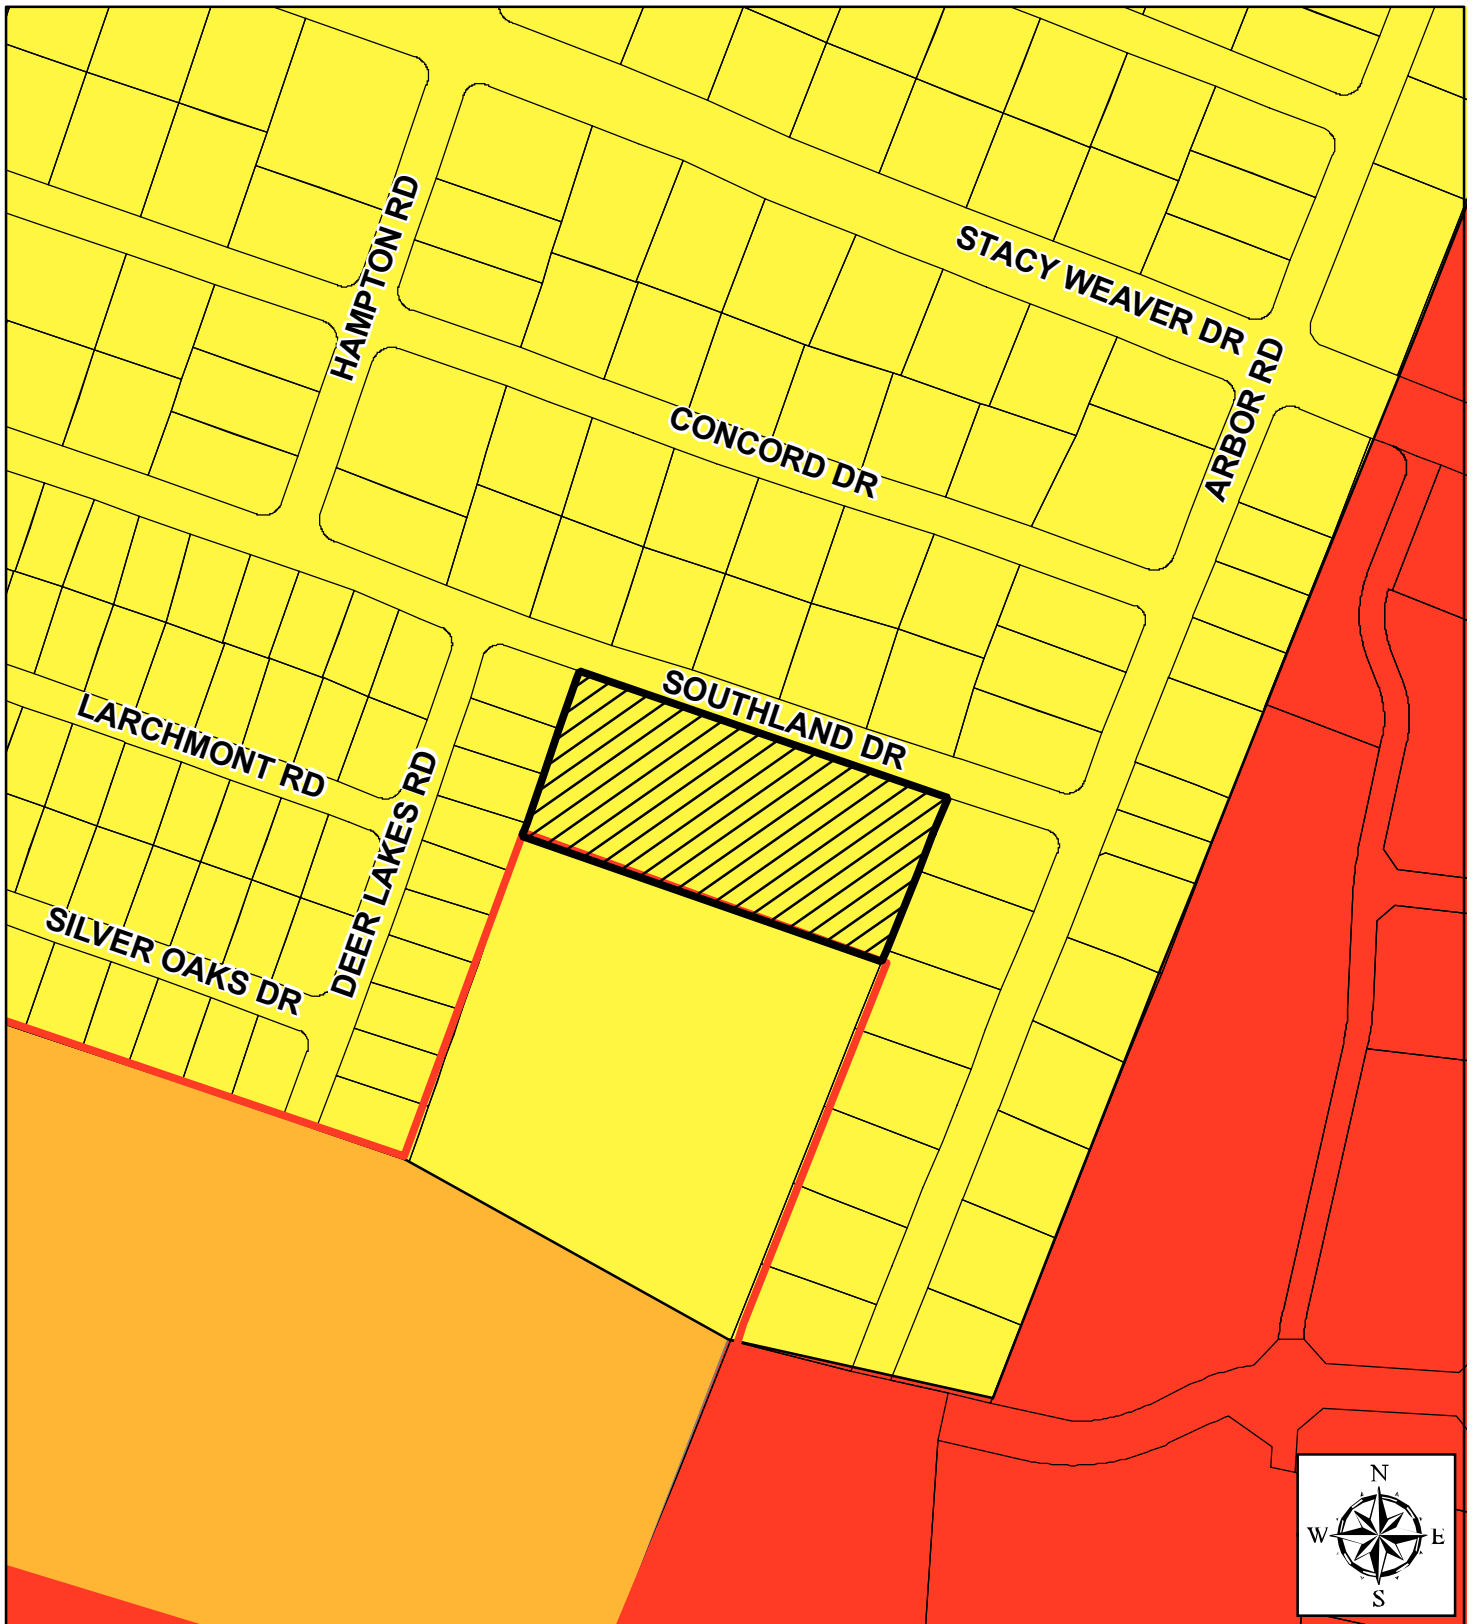 HAMPTON RD
STACY WEAVER DR
ARBOR RD
CONCORD DR
SOUTHLAND DR
LARCHMONT RD
DEER LAKES RD
SILVER OAKS DR
N
W E
S